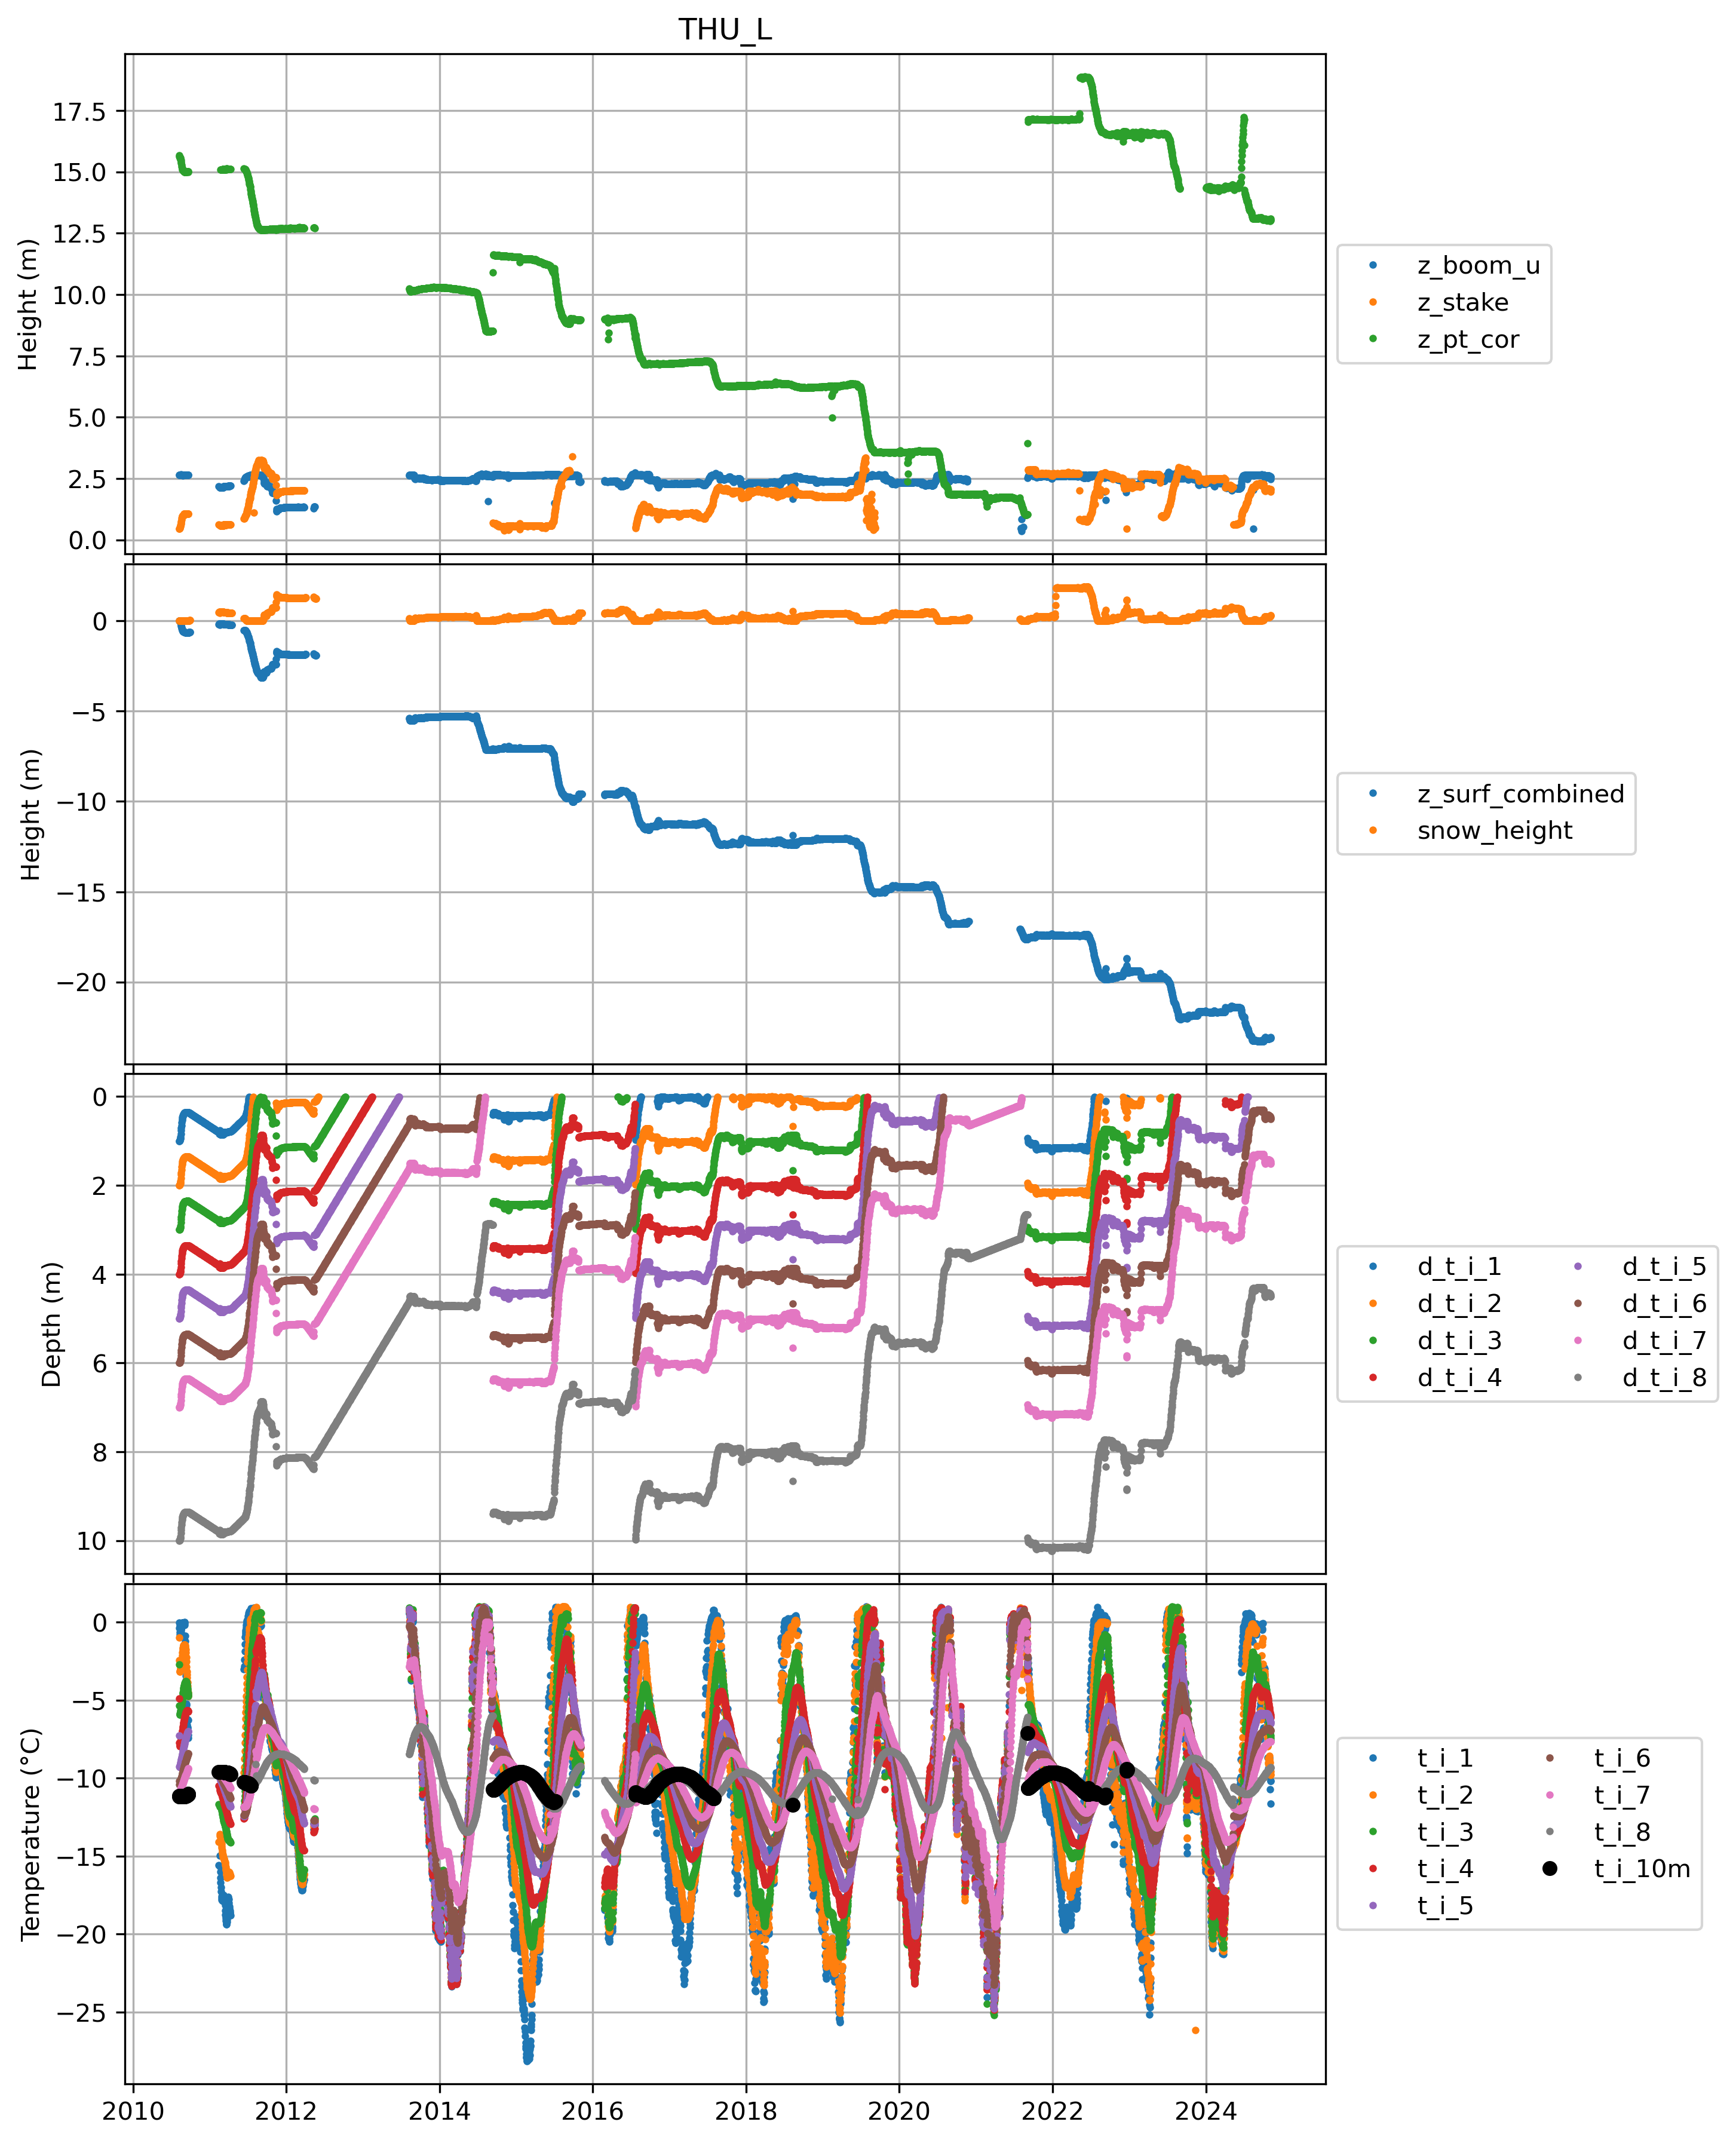 THU_L
17.5
15.0
12.5
10.0
7.5
5.0
2.5
0.0
Height (m)
z_boom_u
z_stake
z_pt_cor
0
−5
−10
−15
−20
Height (m)
z_surf_combined
snow_height
0
2
4
6
8
10
Depth (m)
d_t_i_1
d_t_i_2
d_t_i_3
d_t_i_4
d_t_i_5
d_t_i_6
d_t_i_7
d_t_i_8
0
−5
−10
−15
−20
−25
Temperature (°C)
t_i_1
t_i_2
t_i_3
t_i_4
t_i_5
t_i_6
t_i_7
t_i_8
t_i_10m
2010 2012 2014 2016 2018 2020 2022 2024